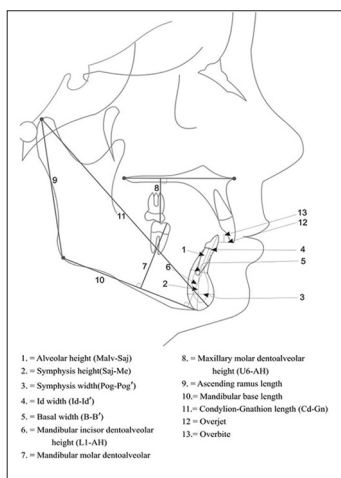 13
12
8
9
11
1
4
5
6
7
2
10
3
1. = Alveolar height (Malv-Saj)
2. = Symphysis height(Saj-Me)
3. = Symphysis width(Pog-Pog′)
4. = Id width (Id-Id′)
5. = Basal width (B-B′)
6. = Mandibular incisor dentoalveolar
height (L1-AH)
7. = Mandibular molar dentoalveolar
8. = Maxillary molar dentoalveolar
height (U6-AH)
9. = Ascending ramus length
10.= Mandibular base length
11.= Condylion-Gnathion length (Cd-Gn)
12 = Overjet
13.= Overbite